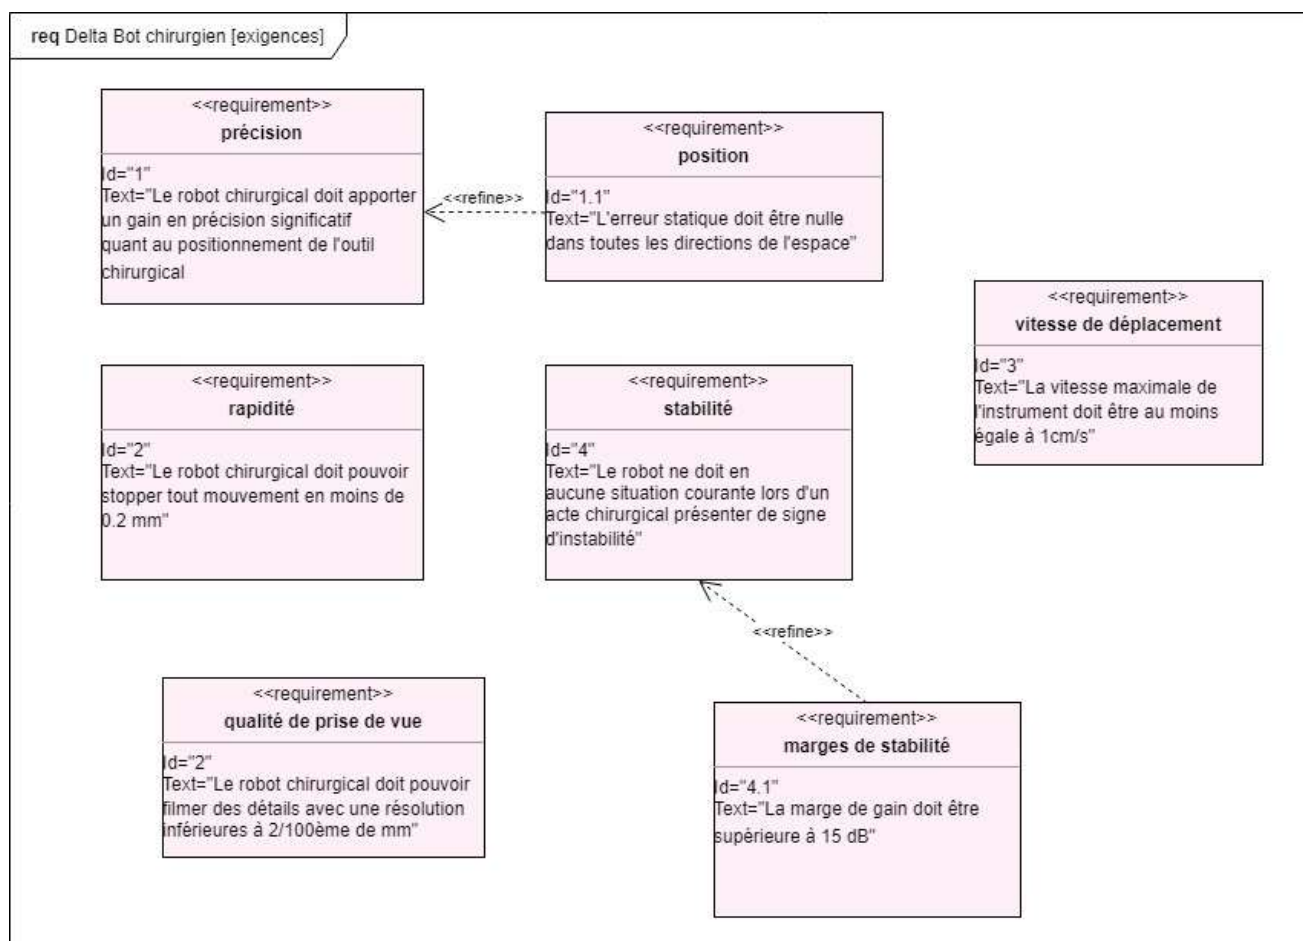 req Delta Bot chirurgien [exigences]
<<requirement>>
précision
Id="1"
Text="Le robot chirurgical doit apporter
un gain en précision significatif
quant au positionnement de l'outil
chirurgical
<<refine>>
<<requirement>>
position
Id="1.1"
Text="L'erreur statique doit être nulle
dans toutes les directions de l'espace"
<<requirement>>
vitesse de déplacement
Id="3"
Text="La vitesse maximale de
l'instrument doit être au moins
égale à 1cm/s"
<<requirement>>
rapidité
Id="2"
Text="Le robot chirurgical doit pouvoir
stopper tout mouvement en moins de
0.2 mm"
<<requirement>>
stabilité
Id="4"
Text="Le robot ne doit en
aucune situation courante lors d'un
acte chirurgical présenter de signe
d'instabilité"
<<refine>>
<<requirement>>
qualité de prise de vue
Id="2"
Text="Le robot chirurgical doit pouvoir
filmer des détails avec une résolution
inférieures à 2/100ème de mm"
<<requirement>>
marges de stabilité
Id="4.1"
Text="La marge de gain doit être
supérieure à 15 dB"